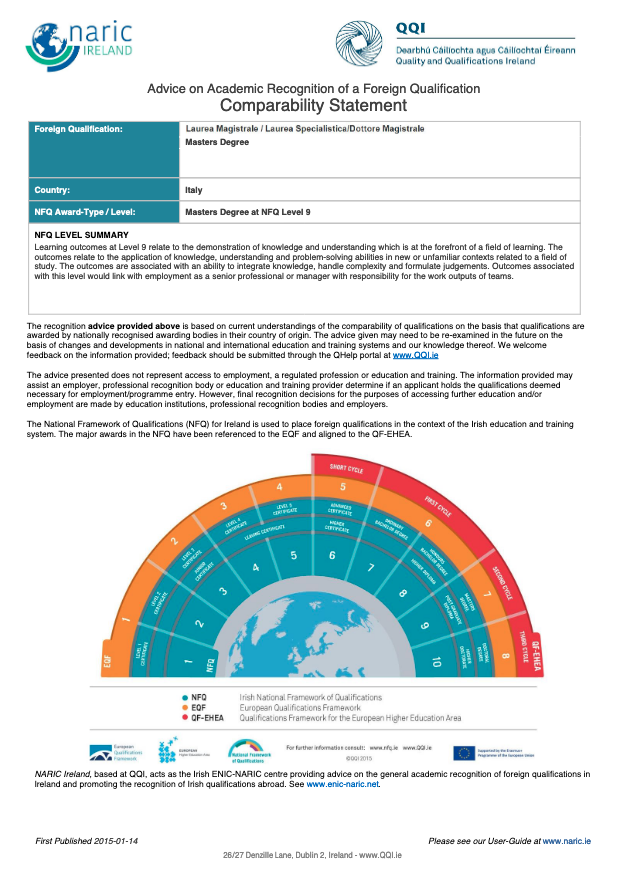 naric
IRELAND
QQI
Dearbhú Cáilíochta agus Cáilíochtaí Éireann
Quality and Qualifications Ireland
Advice on Academic Recognition of a Foreign Qualification
Comparability Statement
Foreign Qualification:
Laurea Magistrale / Laurea Specialistica/Dottore Magistrale
Masters Degree
Country:
Italy
NFQ Award-Type / Level:
Masters Degree at NFQ Level 9
NFQ LEVEL SUMMARY
Learning outcomes at Level 9 relate to the demonstration of knowledge and understanding which is at the forefront of a field of learning. The
outcomes relate to the application of knowledge, understanding and problem-solving abilities in new or unfamiliar contexts related to a field of
study. The outcomes are associated with an ability to integrate knowledge, handle complexity and formulate judgements. Outcomes associated
with this level would link with employment as a senior professional or manager with responsibility for the work outputs of teams.
The recognition advice provided above is based on current understandings of the comparability of qualifications on the basis that qualifications are
awarded by nationally recognised awarding bodies in their country of origin. The advice given may need to be re-examined in the future on the
basis of changes and developments in national and international education and training systems and our knowledge thereof. We welcome
feedback on the information provided; feedback should be submitted through the QHelp portal at www.QQI.ie
The advice presented does not represent access to employment, a regulated profession or education and training. The information provided may
assist an employer, professional recognition body or education and training provider determine if an applicant holds the qualifications deemed
necessary for employment/programme entry. However, final recognition decisions for the purposes of accessing further education and/or
employment are made by education institutions, professional recognition bodies and employers.
The National Framework of Qualifications (NFQ) for Ireland is used to place foreign qualifications in the context of the Irish education and training
system. The major awards in the NFQ have been referenced to the EQF and aligned to the QF-EHEA.
SHORT CYCLE
FIRST CYCLE
SECOND CYCLE
THIRD CYCLE
QF-EHEA
EQF
1
2
3
4
5
6
7
8
LEVEL 1
CERTIFICATE
LEVEL 2
CERTIFICATE
LEVEL 3
CERTIFICATE
JUNIOR
CERTIFICATE
LEVEL 4
CERTIFICATE
LEVEL 5
CERTIFICATE
LEAVING CERTIFICATE
ADVANCED
CERTIFICATE
HIGHER
CERTIFICATE
ORDINARY
BACHELOR DEGREE
HONOURS
BACHELOR DEGREE
HIGHER DIPLOMA
MASTERS
DEGREE
POST-GRADUATE
DIPLOMA
DOCTORAL
DEGREE
HIGHER
DOCTORATE
NFQ
1
2
3
4
5
6
7
8
9
10
NFQ Irish National Framework of Qualifications
EQF European Qualifications Framework
QF-EHEA Qualifications Framework for the European Higher Education Area
European
Qualifications
Framework
EUROPEAN
Higher Education Area
National Framework
of Qualifications
For further information consult: www.nfq.ie www.QQI.ie
©QQI 2015
Supported by the Erasmus+
Programme of the European Union
NARIC Ireland, based at QQI, acts as the Irish ENIC-NARIC centre providing advice on the general academic recognition of foreign qualifications in
Ireland and promoting the recognition of Irish qualifications abroad. See www.enic-naric.net.
First Published 2015-01-14
Please see our User-Guide at www.naric.ie
26/27 Denzille Lane, Dublin 2, Ireland - www.QQI.ie